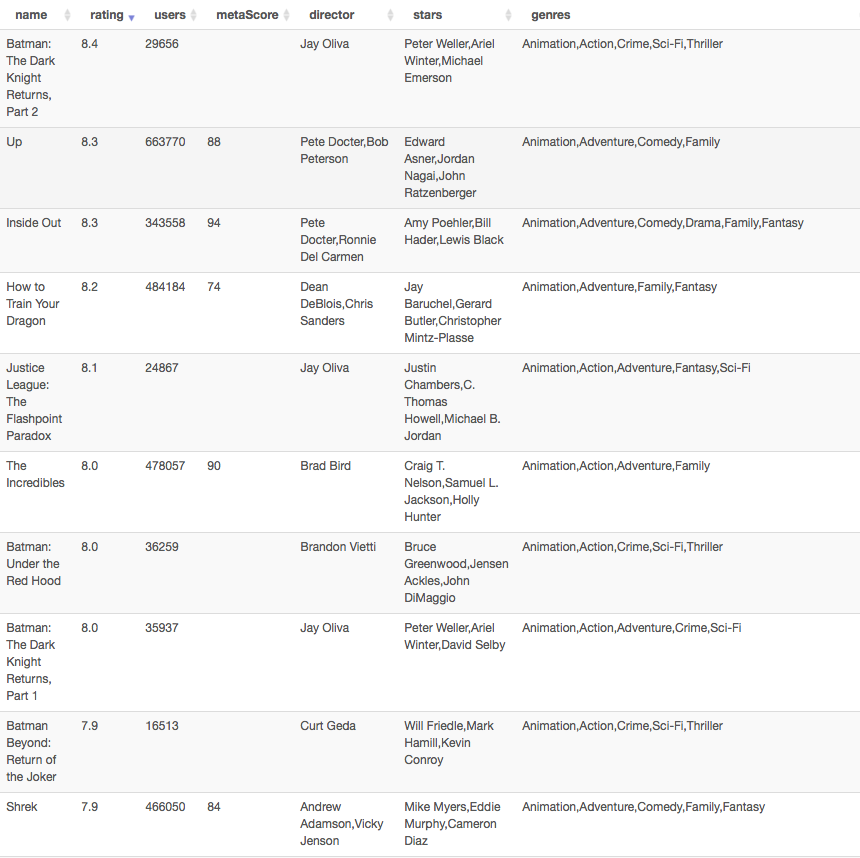 name rating users metaScore director stars genres
Batman: 8.4 29656 Jay Oliva Peter Weller,Ariel Animation,Action,Crime,Sci-Fi,Thriller
The Dark Winter,Michael
Knight Emerson
Returns,
Part 2
Up 8.3 663770 88 Pete Docter,Bob Edward Animation,Adventure,Comedy,Family
Peterson Asner,Jordan
Nagai,John
Ratzenberger
Inside Out 8.3 343558 94 Pete Amy Poehler,Bill Animation,Adventure,Comedy,Drama,Family,Fantasy
Docter,Ronnie Hader,Lewis Black
Del Carmen
How to 8.2 484184 74 Dean Jay Animation,Adventure,Family,Fantasy
Train Your DeBlois,Chris Baruchel,Gerard
Dragon Sanders Butler,Christopher
Mintz-Plasse
Justice 8.1 24867 Jay Oliva Justin Animation,Action,Adventure,Fantasy,Sci-Fi
League: Chambers,C.
The Thomas
Flashpoint Howell,Michael B.
Paradox Jordan
The 8.0 478057 90 Brad Bird Craig T. Animation,Action,Adventure,Family
Incredibles Nelson,Samuel L.
Jackson,Holly
Hunter
Batman: 8.0 36259 Brandon Vietti Bruce Animation,Action,Crime,Sci-Fi,Thriller
Under the Greenwood,Jensen
Red Hood Ackles,John
DiMaggio
Batman: 8.0 35937 Jay Oliva Peter Weller,Ariel Animation,Action,Adventure,Crime,Sci-Fi
The Dark Winter,David Selby
Knight
Returns,
Part 1
Batman 7.9 16513 Curt Geda Will Friedle,Mark Animation,Action,Crime,Sci-Fi,Thriller
Beyond: Hamill,Kevin
Return of Conroy
the Joker
Shrek 7.9 466050 84 Andrew Mike Myers,Eddie Animation,Adventure,Comedy,Family,Fantasy
Adamson,Vicky Murphy,Cameron
Jenson Diaz